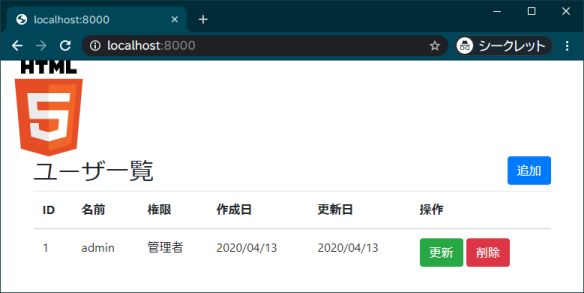 localhost:8000
localhost:8000
シークレット
HTML
5
ユーザ一覧
追加
ID 名前 権限 作成日 更新日 操作
1 admin 管理者 2020/04/13 2020/04/13 更新 削除